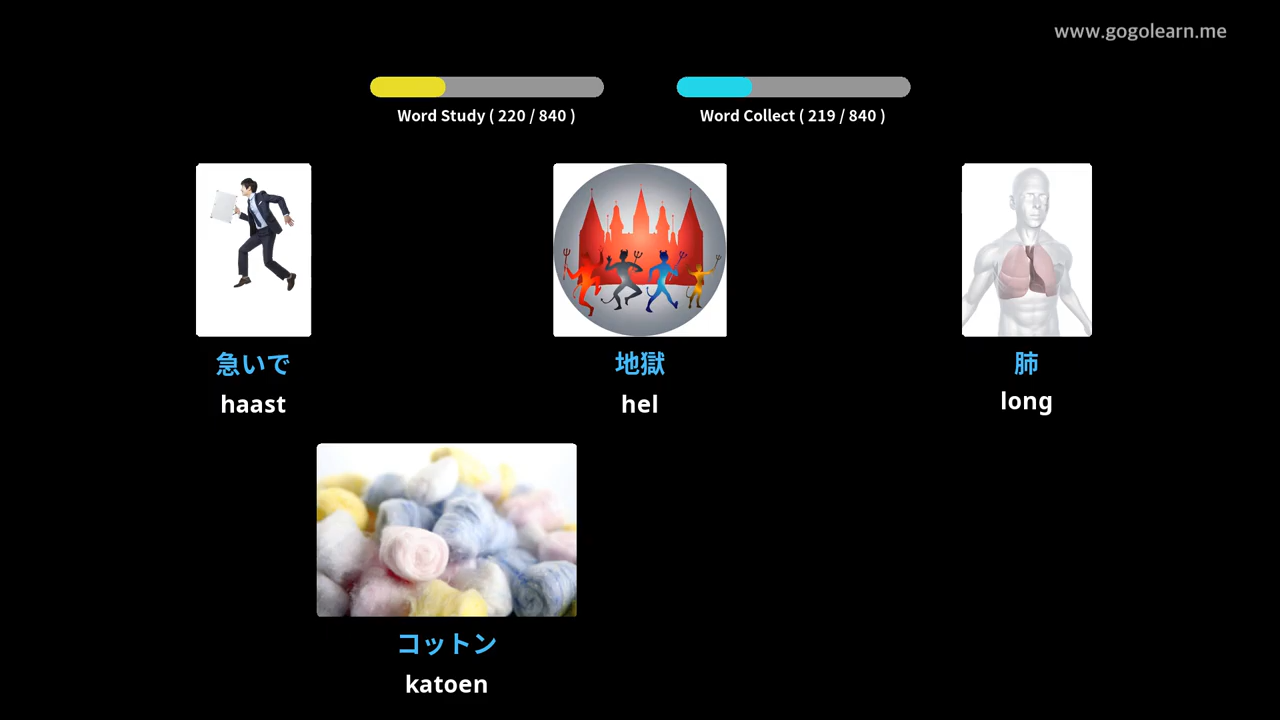 www.gogolearn.me
Word Study ( 220 / 840 )
Word Collect ( 219 / 840 )
急いで
haast
地獄
hel
肺
long
コットン
katoen